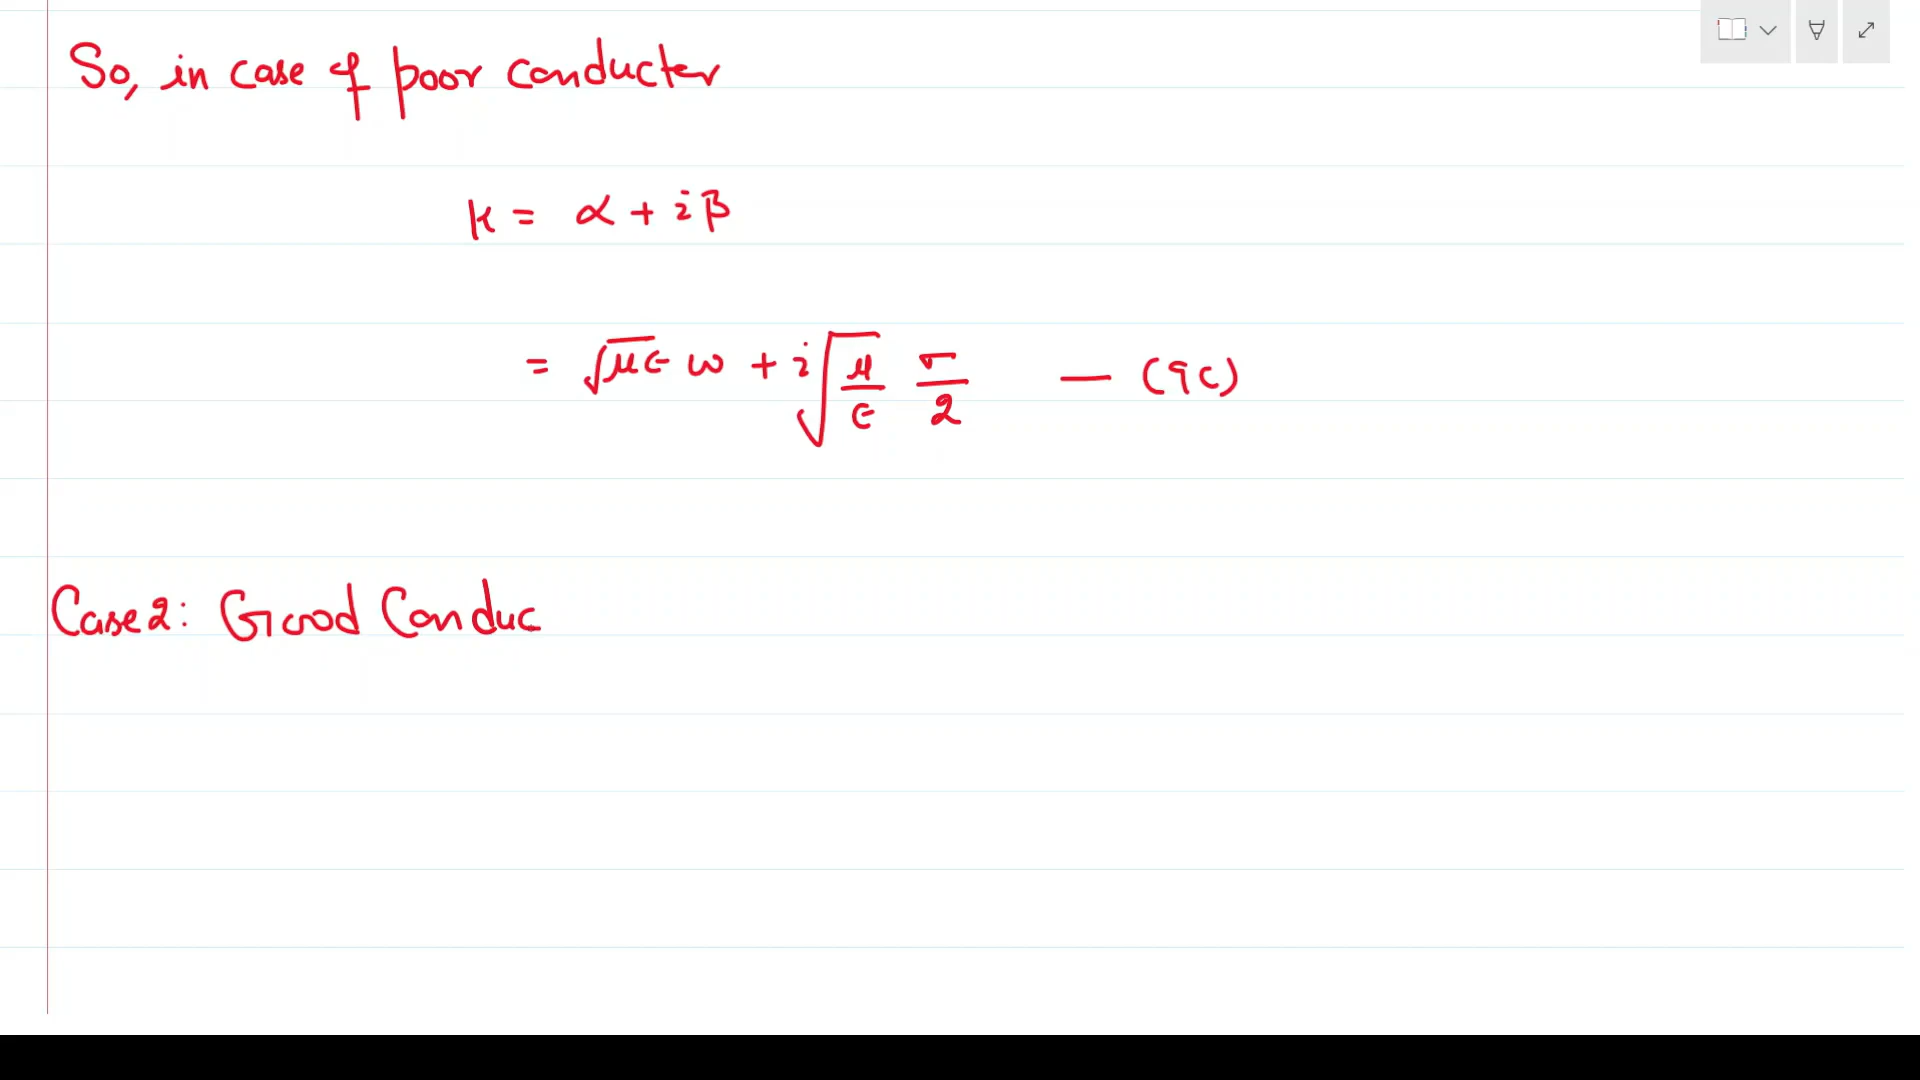 So, in case of poor conductor
k = α + iβ
= √με ω + i √(μ/ε) σ/2 — (9c)
Case 2: Good Conduc